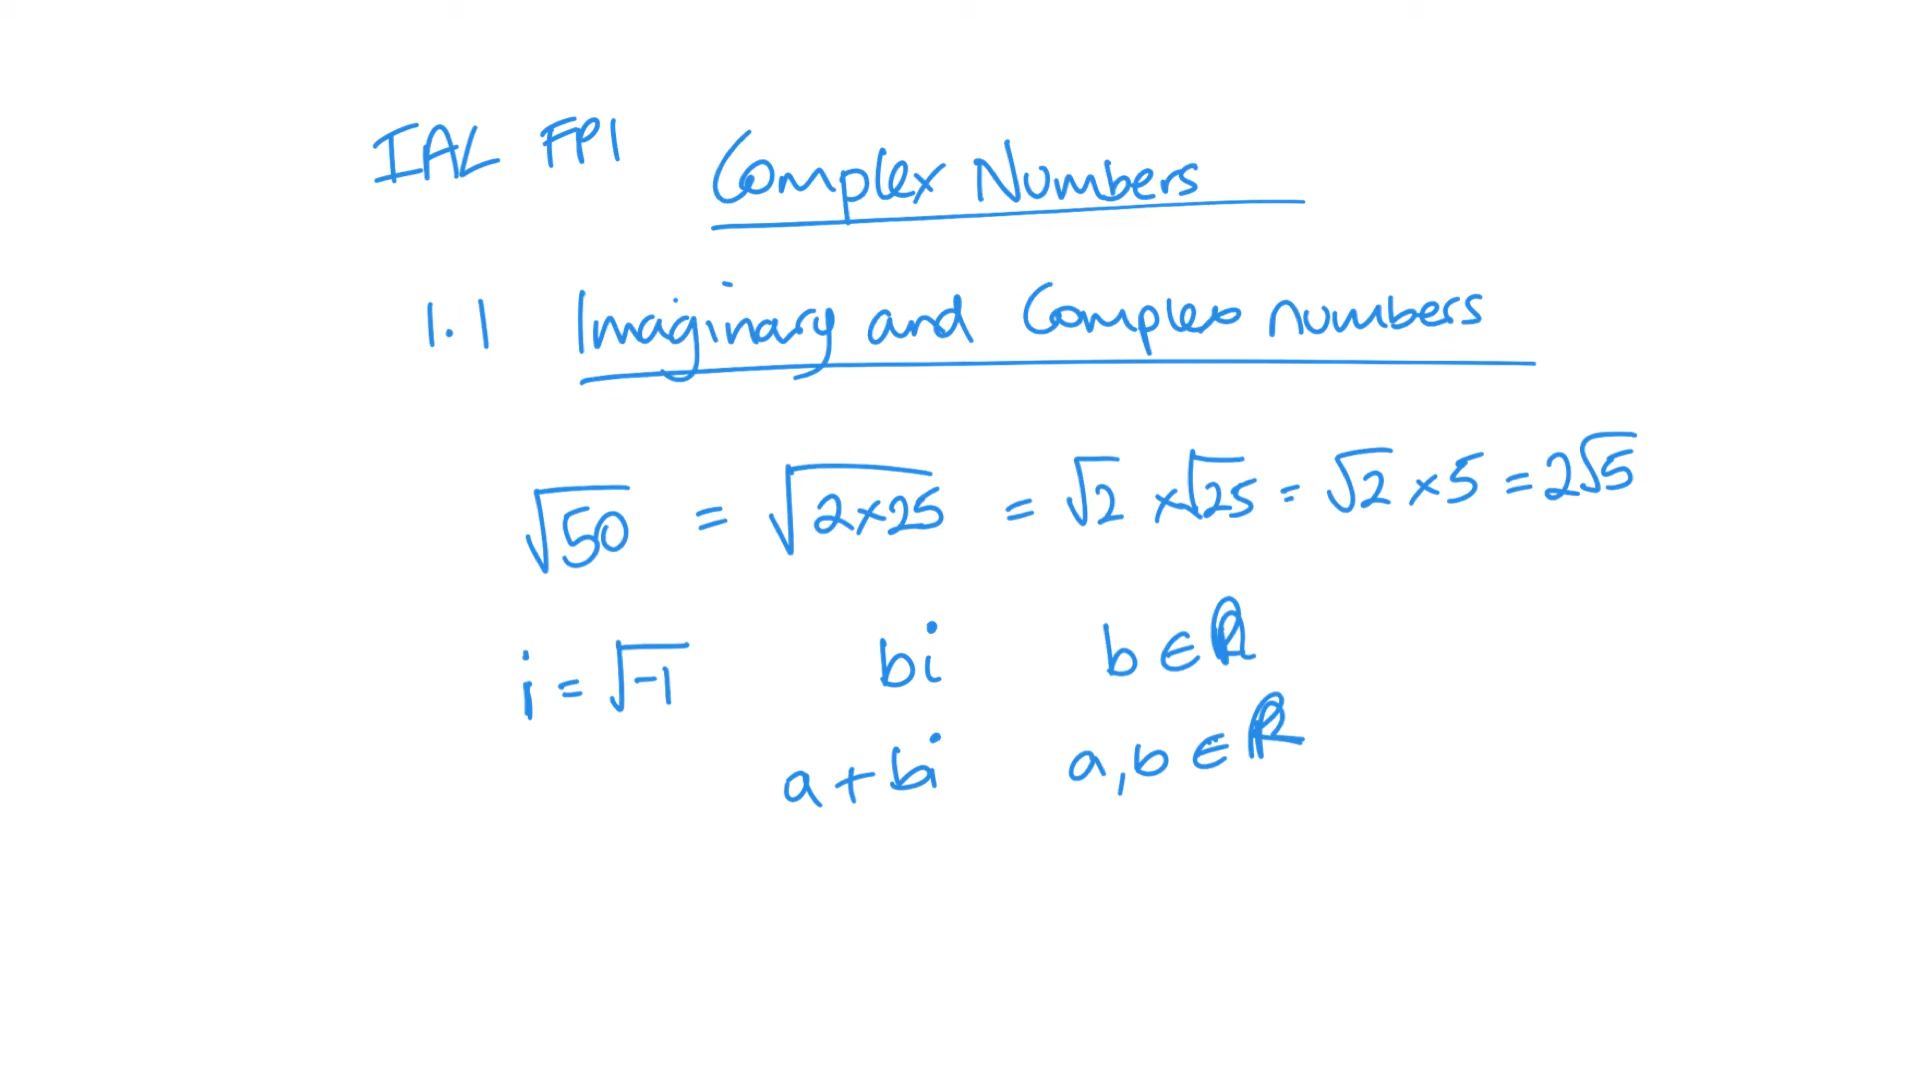 IAL FP1 Complex Numbers
1.1 Imaginary and Complex numbers
√50 = √2×25 = √2 ×√25 = √2 ×5 = 2√5
i = √-1 bi b∈ℝ
a+bi a,b∈ℝ